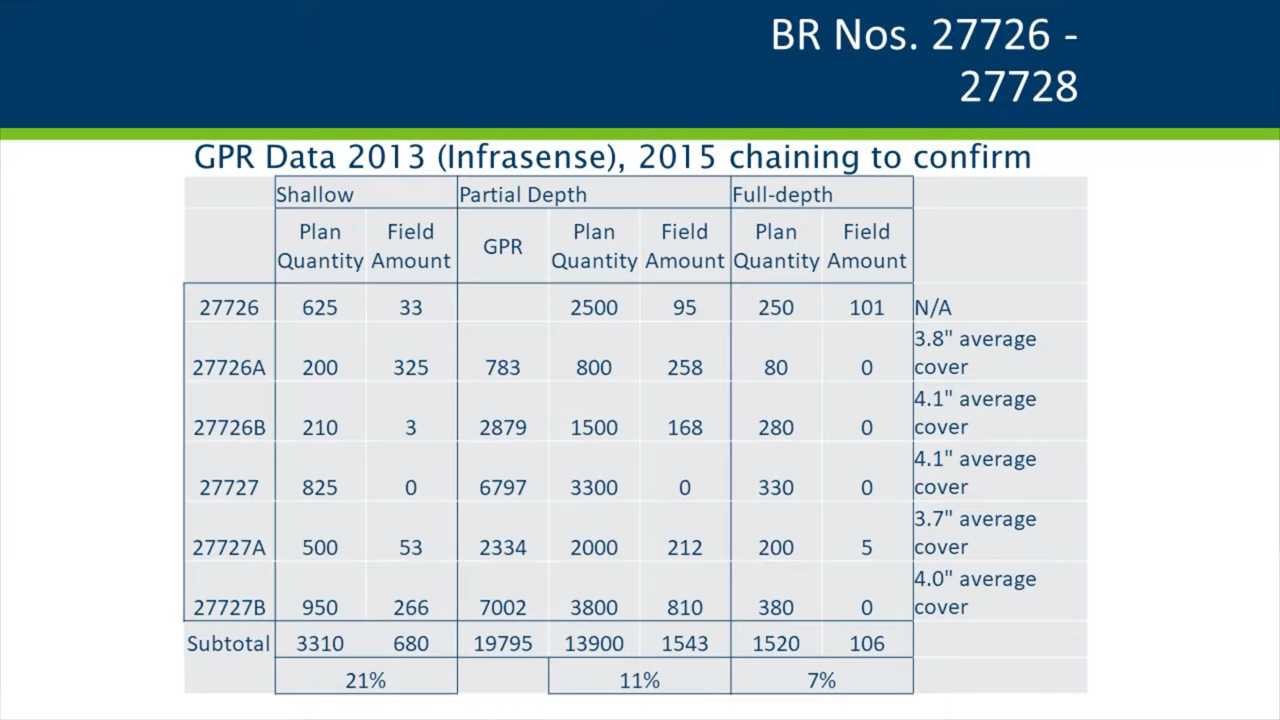 BR Nos. 27726 -
27728
GPR Data 2013 (Infrasense), 2015 chaining to confirm
Shallow Partial Depth Full-depth
Plan Quantity Field Amount GPR Plan Quantity Field Amount Plan Quantity Field Amount
27726 625 33 2500 95 250 101 N/A
27726A 200 325 783 800 258 80 0 3.8" average cover
27726B 210 3 2879 1500 168 280 0 4.1" average cover
27727 825 0 6797 3300 0 330 0 4.1" average cover
27727A 500 53 2334 2000 212 200 5 3.7" average cover
27727B 950 266 7002 3800 810 380 0 4.0" average cover
Subtotal 3310 680 19795 13900 1543 1520 106
21% 11% 7%